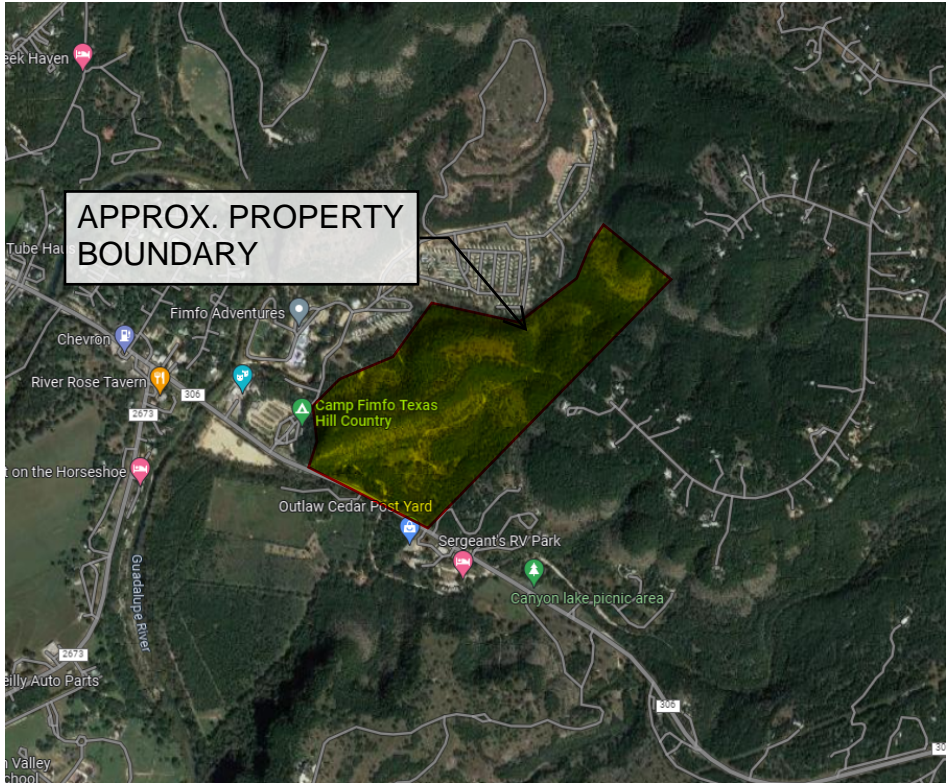 eek Haven
APPROX. PROPERTY
BOUNDARY
Tube Hau
Fimfo Adventures
Chevron
River Rose Tavern
306
2673
Camp Fimfo Texas
Hill Country
t on the Horseshoe
Outlaw Cedar Post Yard
Sergeant's RV Park
Guadalupe River
Canyon lake picnic area
2673
eilly Auto Parts
306
30
n Valley
chool